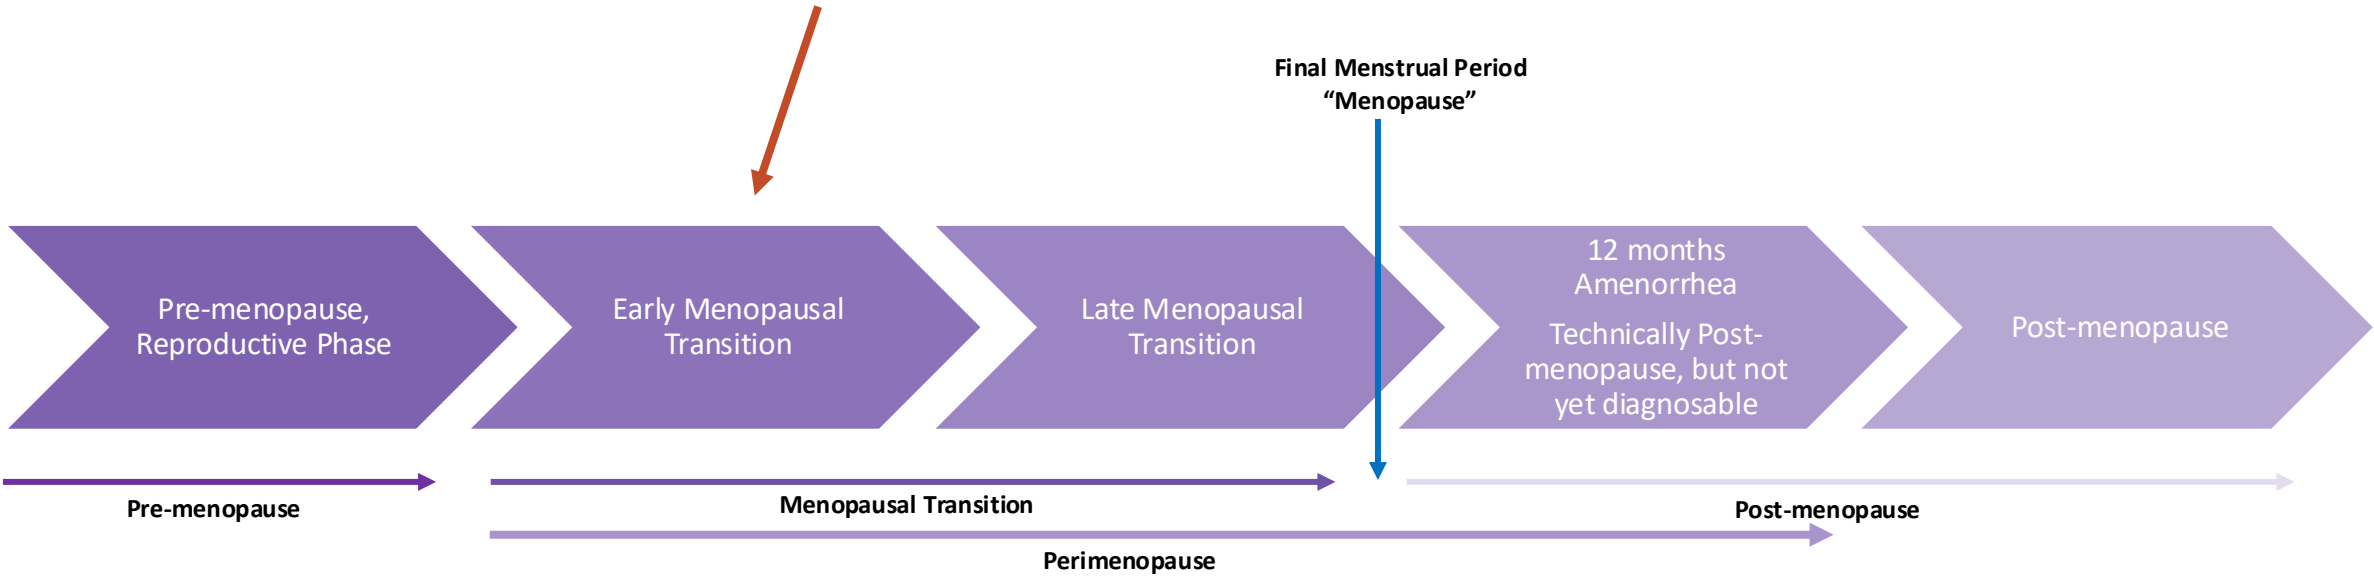 Final Menstrual Period
“Menopause”
Pre-menopause,
Reproductive Phase
Early Menopausal
Transition
Late Menopausal
Transition
12 months
Amenorrhea
Technically Post-
menopause, but not
yet diagnosable
Post-menopause
Pre-menopause
Menopausal Transition
Post-menopause
Perimenopause